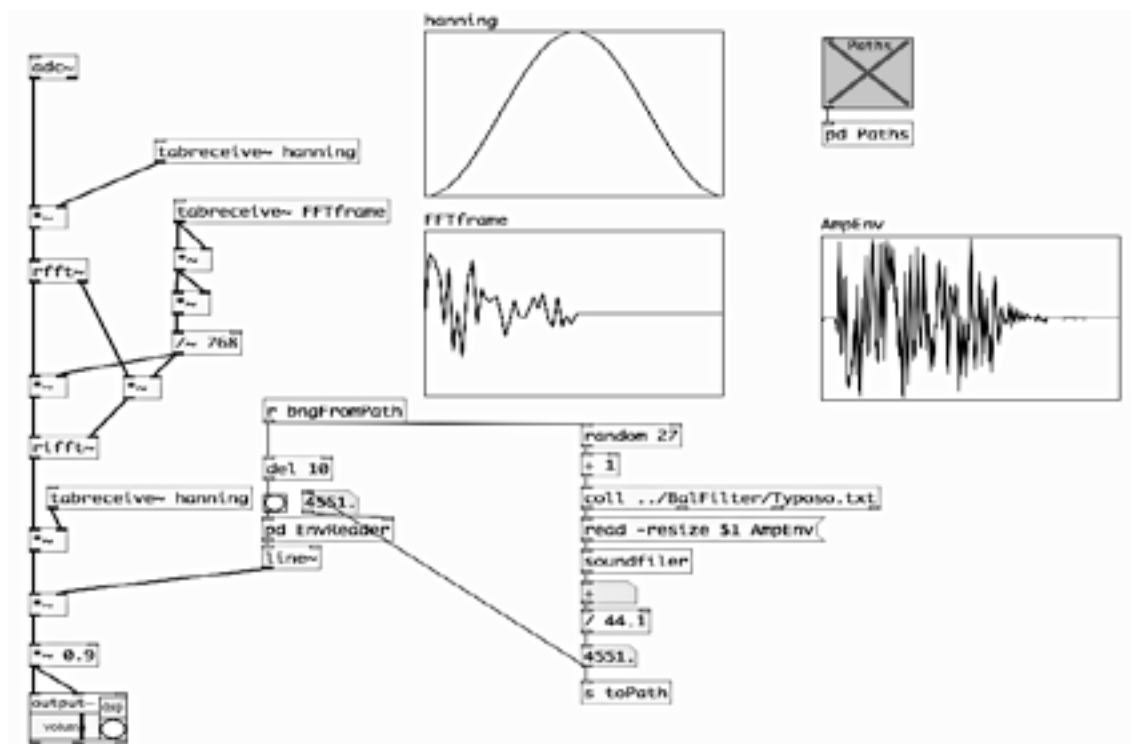 hanning
Paths
adc~
pd Paths
tabreceive~ hanning
*~
tabreceive~ FFTframe
FFTframe
AmpEnv
*~
rfft~
*~
/~ 768
*~
*~
r bngFromPath
random 27
rifft~
+ 1
del 10
tabreceive~ hanning
4551.
coll ../BalFilter/Typoso.txt
*~
pd EnvReader
read -resize $1 AmpEnv
line~
soundfiler
*~
/ 44.1
*~ 0.9
4551.
s toPath
output~
dsp
volume